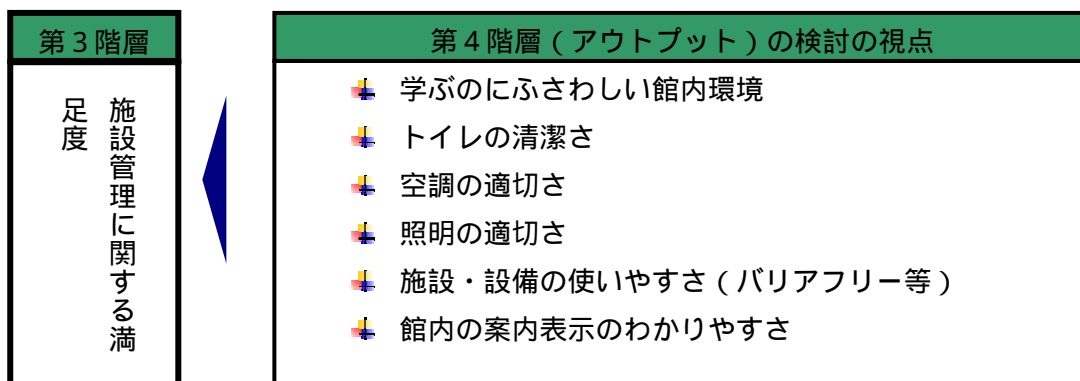 第３階層
施設管理に関する満
足度
第４階層（アウトプット）の検討の視点
学ぶのにふさわしい館内環境
トイレの清潔さ
空調の適切さ
照明の適切さ
施設・設備の使いやすさ（バリアフリー等）
館内の案内表示のわかりやすさ